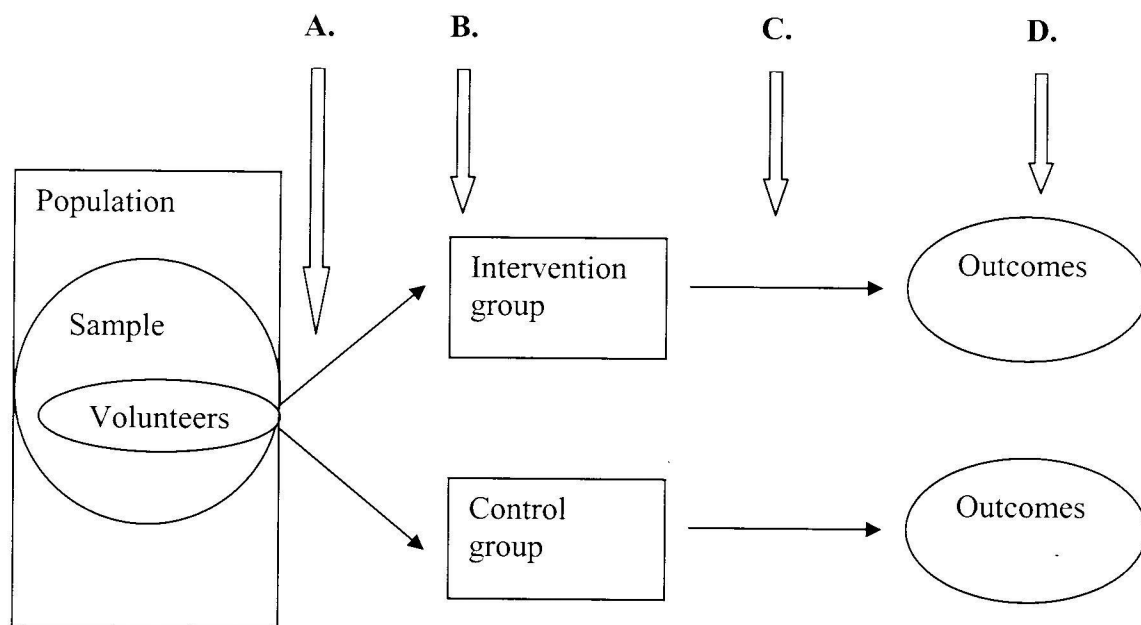 A. B. C. D.
Population
Sample
Volunteers
Intervention
group
Outcomes
Control
group
Outcomes